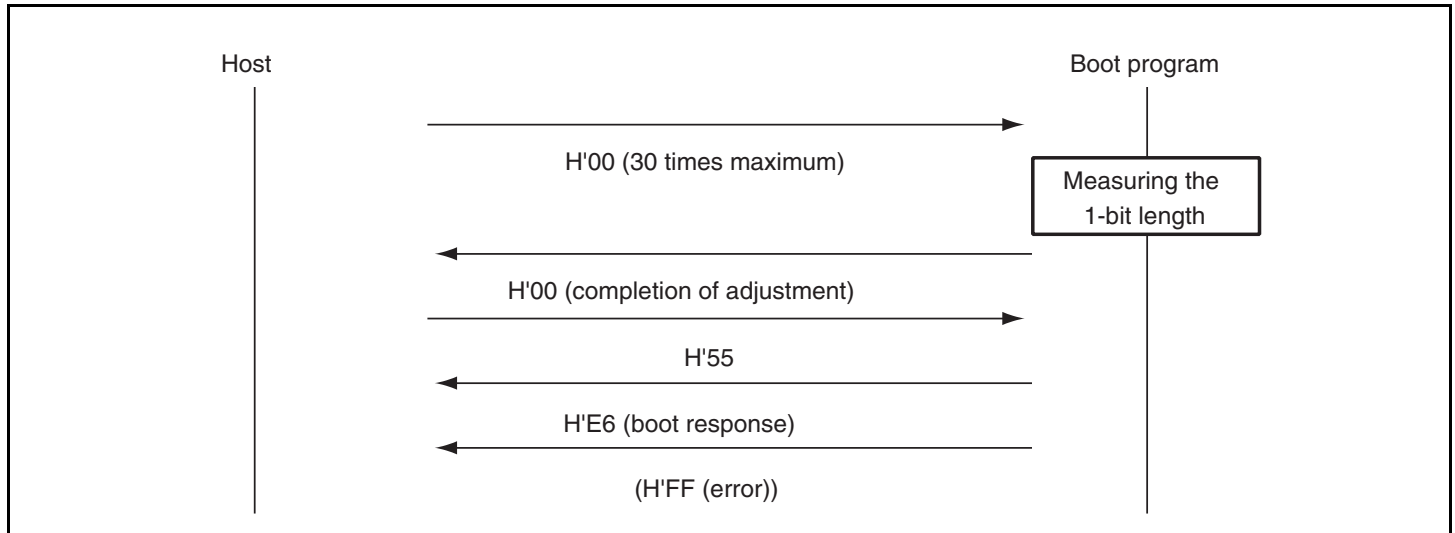 Host
Boot program
H'00 (30 times maximum)
Measuring the
1-bit length
H'00 (completion of adjustment)
H'55
H'E6 (boot response)
(H'FF (error))